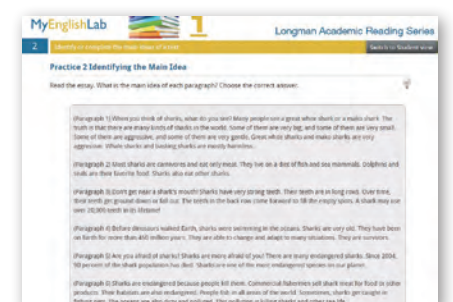 MyEnglishLab
1
Longman Academic Reading Series
2
Identify or complete the main ideas of a text
Switch to Student view
Practice 2 Identifying the Main Idea
Read the essay. What is the main idea of each paragraph? Choose the correct answer.
(Paragraph 1) When you think of sharks, what do you see? Many people see a great white shark or a mako shark. The
truth is that there are many kinds of sharks in the world. Some of them are very big, and some of them are very small.
Some of them are aggressive, and some of them are very gentle. Great white sharks and mako sharks are very
aggressive. Whale sharks and basking sharks are mostly harmless.
(Paragraph 2) Most sharks are carnivores and eat only meat. They live on a diet of fish and sea mammals. Dolphins and
seals are their favorite food. Sharks also eat other sharks.
(Paragraph 3) Don't get near a shark's mouth! Sharks have very strong teeth. Their teeth are in long rows. Over time,
their teeth get ground down or fall out. The teeth in the back row come forward to fill the empty spots. A shark may use
over 20,000 teeth in its lifetime!
(Paragraph 4) Before dinosaurs walked Earth, sharks were swimming in the oceans. Sharks are very old. They have been
on Earth for more than 450 million years. They are able to change and adapt to many situations. They are survivors.
(Paragraph 5) Are you afraid of sharks? Sharks are more afraid of you! There are many endangered sharks. Since 2004,
90 percent of the shark population has died. Sharks are one of the most endangered species on our planet.
(Paragraph 6) Sharks are endangered because people kill them. Commercial fishermen sell shark meat for food or other
products. Their habitats are also endangered. People fish in all areas of the world. Sometimes, sharks get caught in